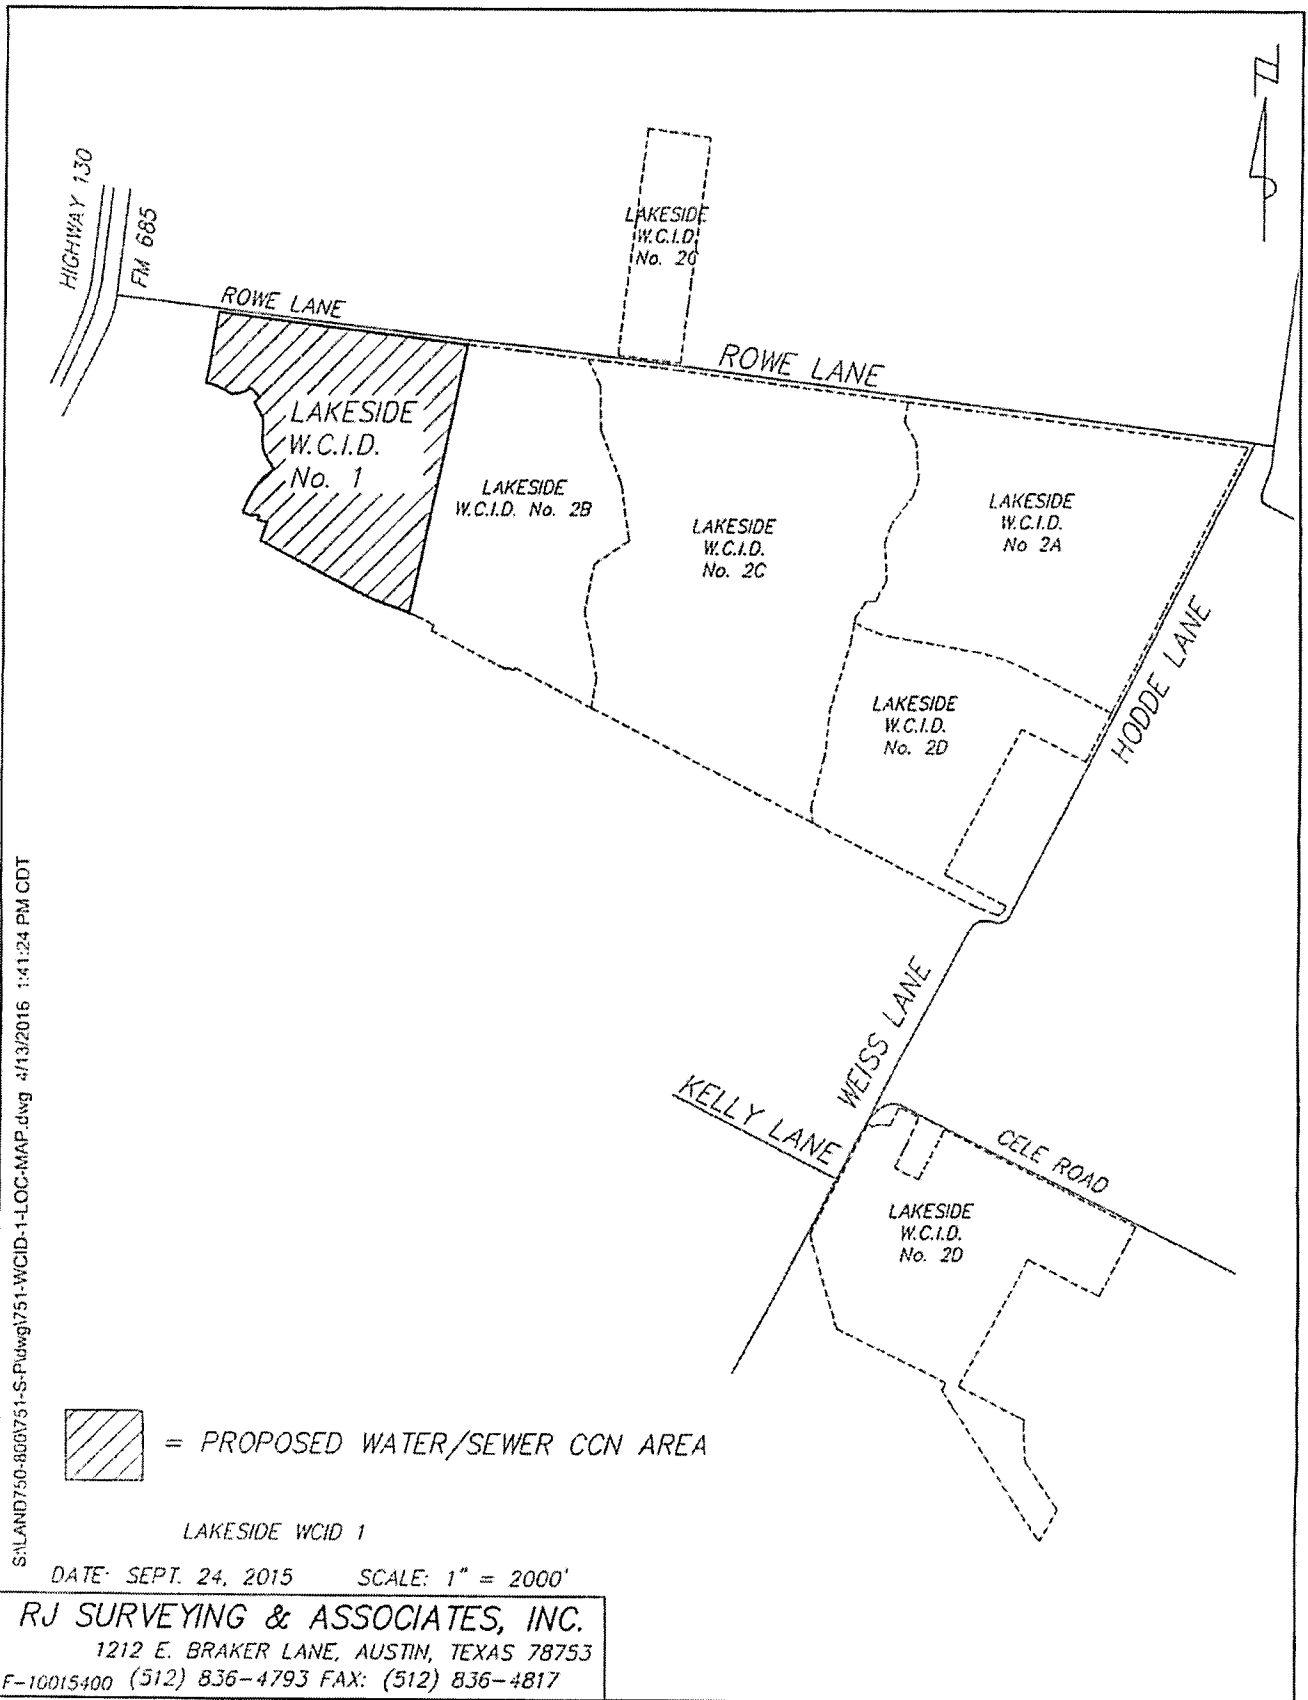 HIGHWAY 130
FM 685
ROWE LANE
LAKESIDE
W.C.I.D.
No. 2C
ROWE LANE
LAKESIDE
W.C.I.D.
No. 1
LAKESIDE
W.C.I.D. No. 2B
LAKESIDE
W.C.I.D.
No. 2C
LAKESIDE
W.C.I.D.
No 2A
LAKESIDE
W.C.I.D.
No. 2D
HODDE LANE
WEISS LANE
KELLY LANE
CELE ROAD
LAKESIDE
W.C.I.D.
No. 2D
N
S:\LAND750-800\751-S-P\dwg\751-WCID-1-LOC-MAP.dwg 4/13/2016 1:41:24 PM CDT
= PROPOSED WATER/SEWER CCN AREA
LAKESIDE WCID 1
DATE: SEPT. 24, 2015 SCALE: 1" = 2000'
RJ SURVEYING & ASSOCIATES, INC.
1212 E. BRAKER LANE, AUSTIN, TEXAS 78753
F-10015400 (512) 836-4793 FAX: (512) 836-4817